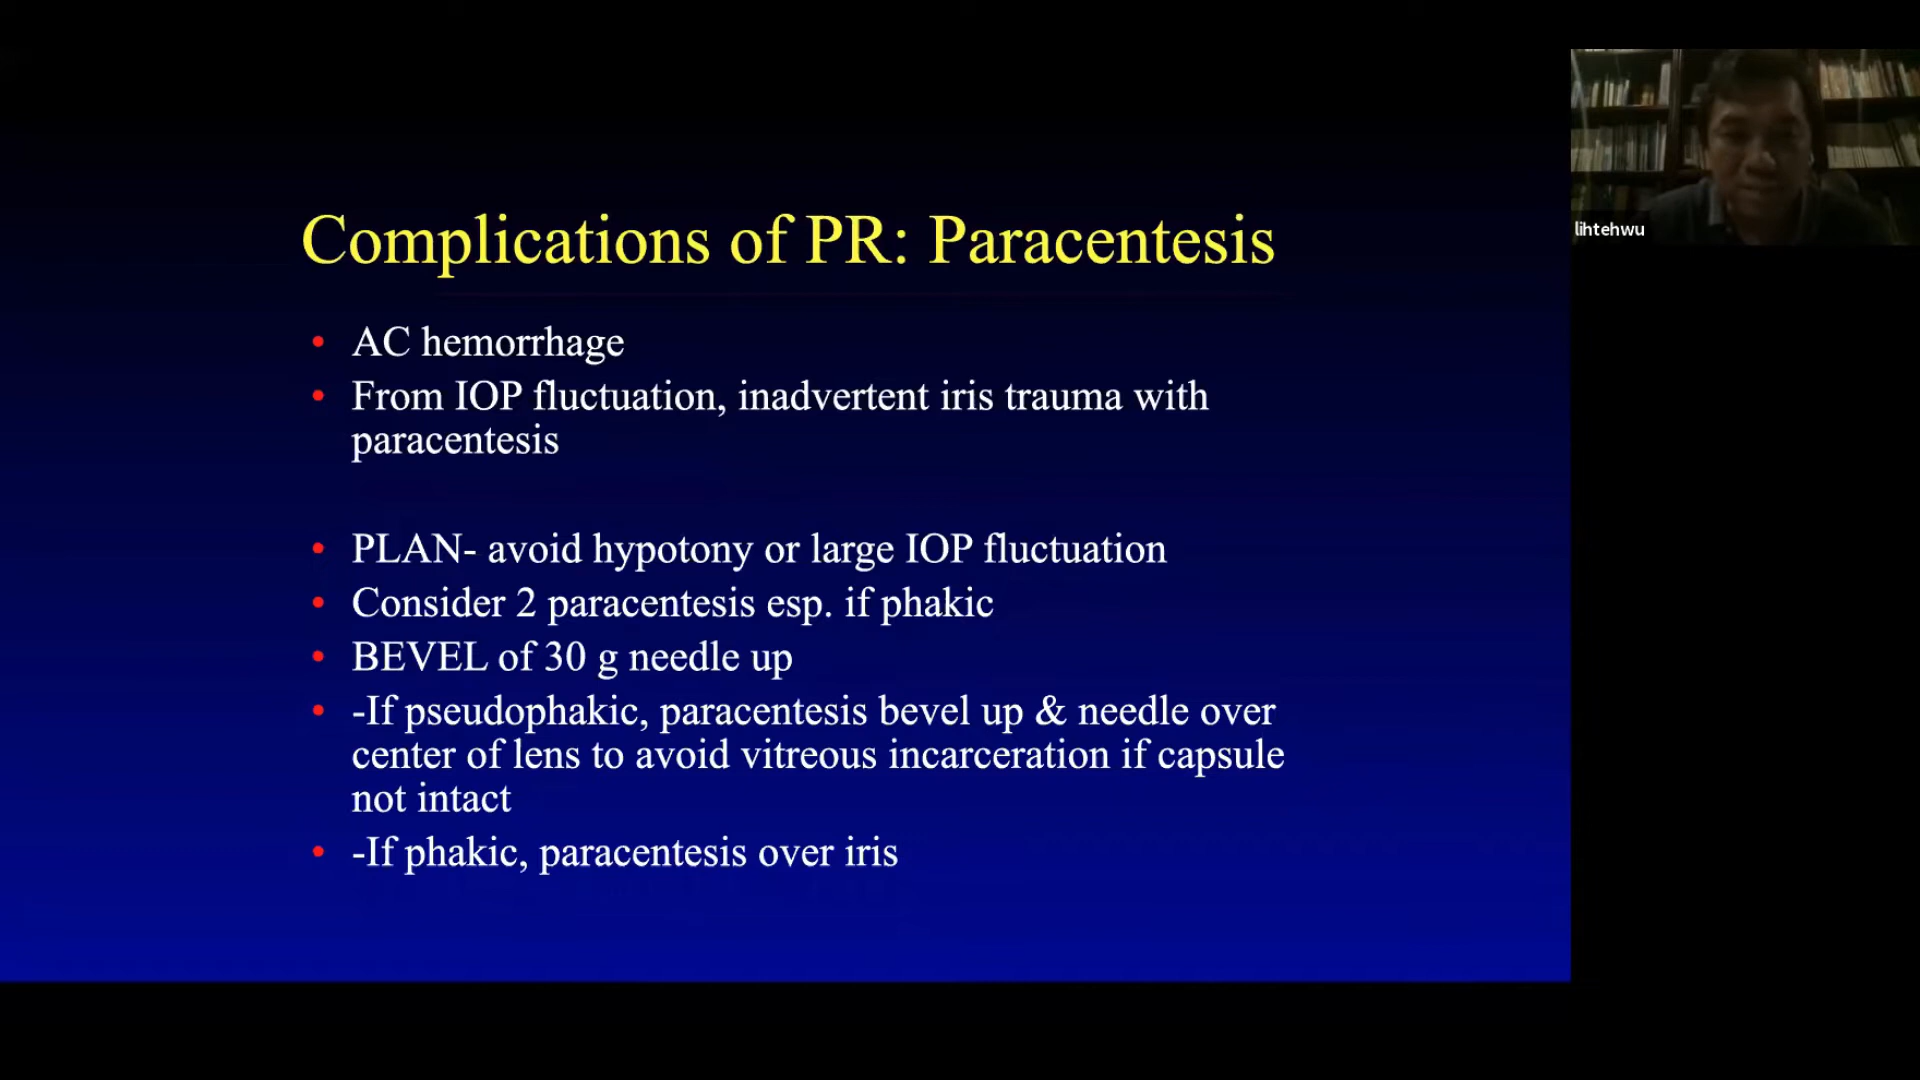 Complications of PR: Paracentesis
• AC hemorrhage
• From IOP fluctuation, inadvertent iris trauma with
paracentesis
• PLAN- avoid hypotony or large IOP fluctuation
• Consider 2 paracentesis esp. if phakic
• BEVEL of 30 g needle up
• -If pseudophakic, paracentesis bevel up & needle over
center of lens to avoid vitreous incarceration if capsule
not intact
• -If phakic, paracentesis over iris
lihtehwu